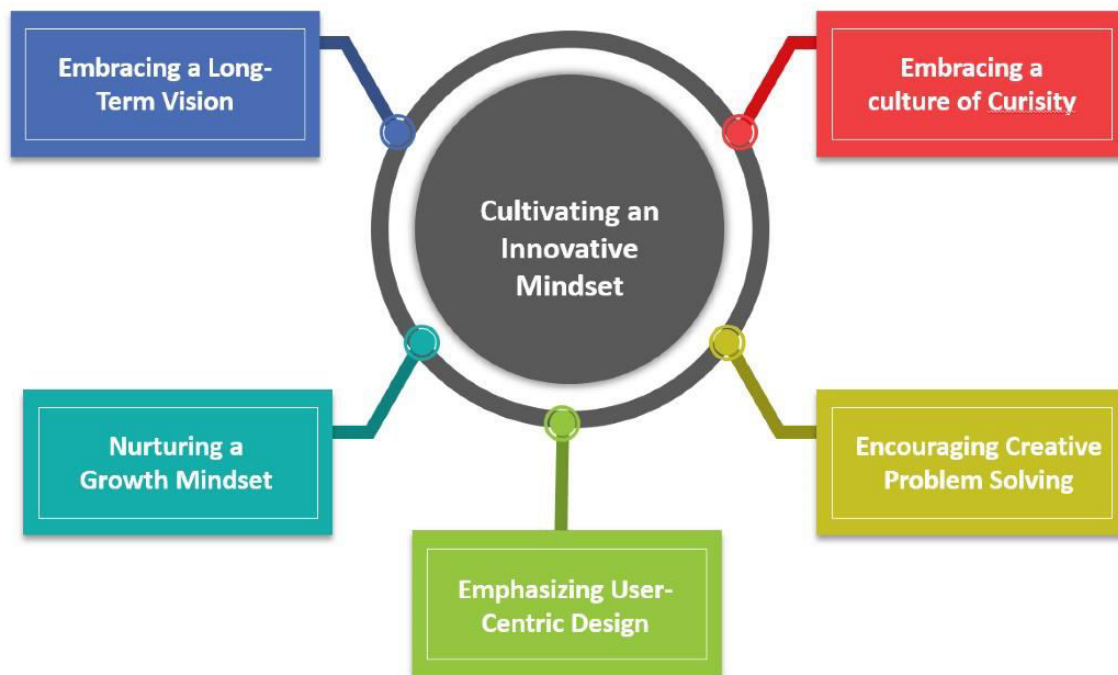 Embracing a Long-
Term Vision
Embracing a
culture of Curisity
Cultivating an
Innovative
Mindset
Nurturing a
Growth Mindset
Encouraging Creative
Problem Solving
Emphasizing User-
Centric Design